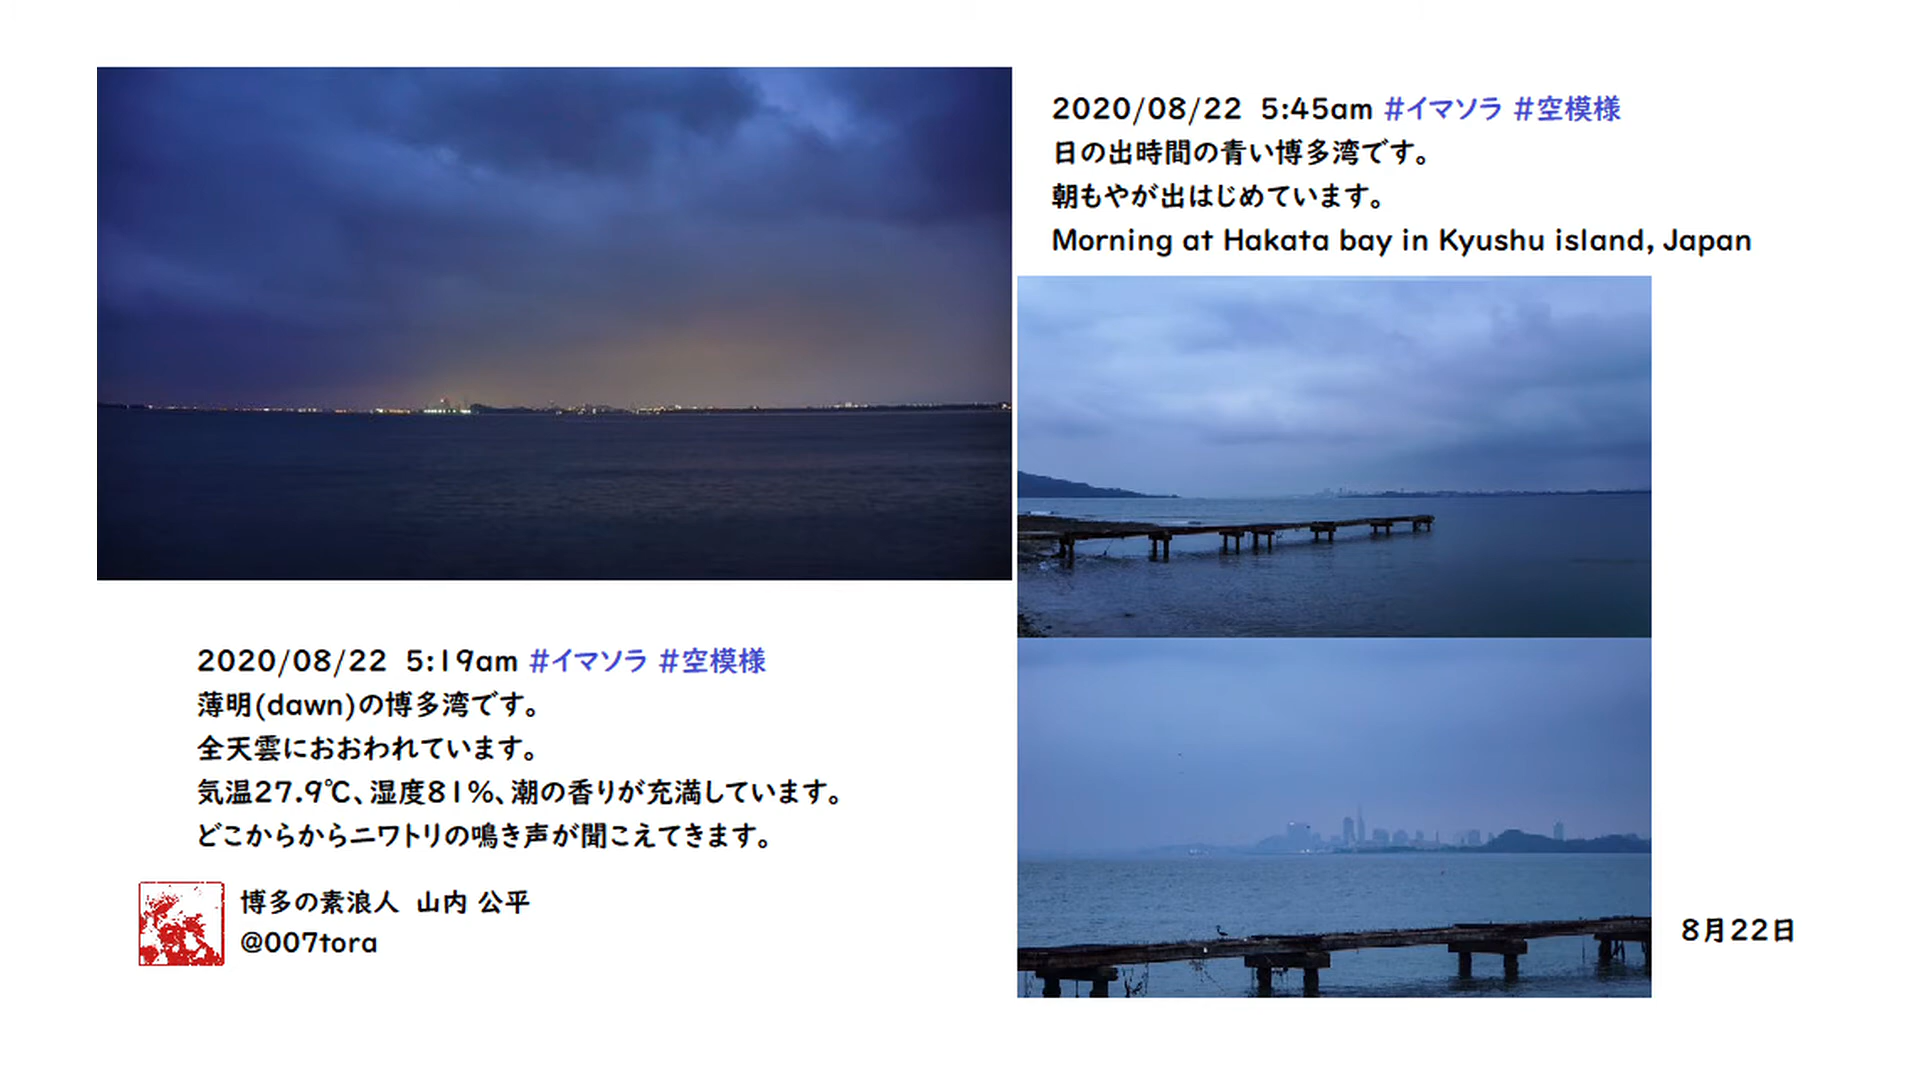 2020/08/22 5:45am #イマソラ #空模様
日の出時間の青い博多湾です。
朝もやが出はじめています。
Morning at Hakata bay in Kyushu island, Japan
2020/08/22 5:19am #イマソラ #空模様
薄明(dawn)の博多湾です。
全天雲におおわれています。
気温27.9℃、湿度81%、潮の香りが充満しています。
どこからからニワトリの鳴き声が聞こえてきます。
博多の素浪人 山内 公平
@007tora
8月22日